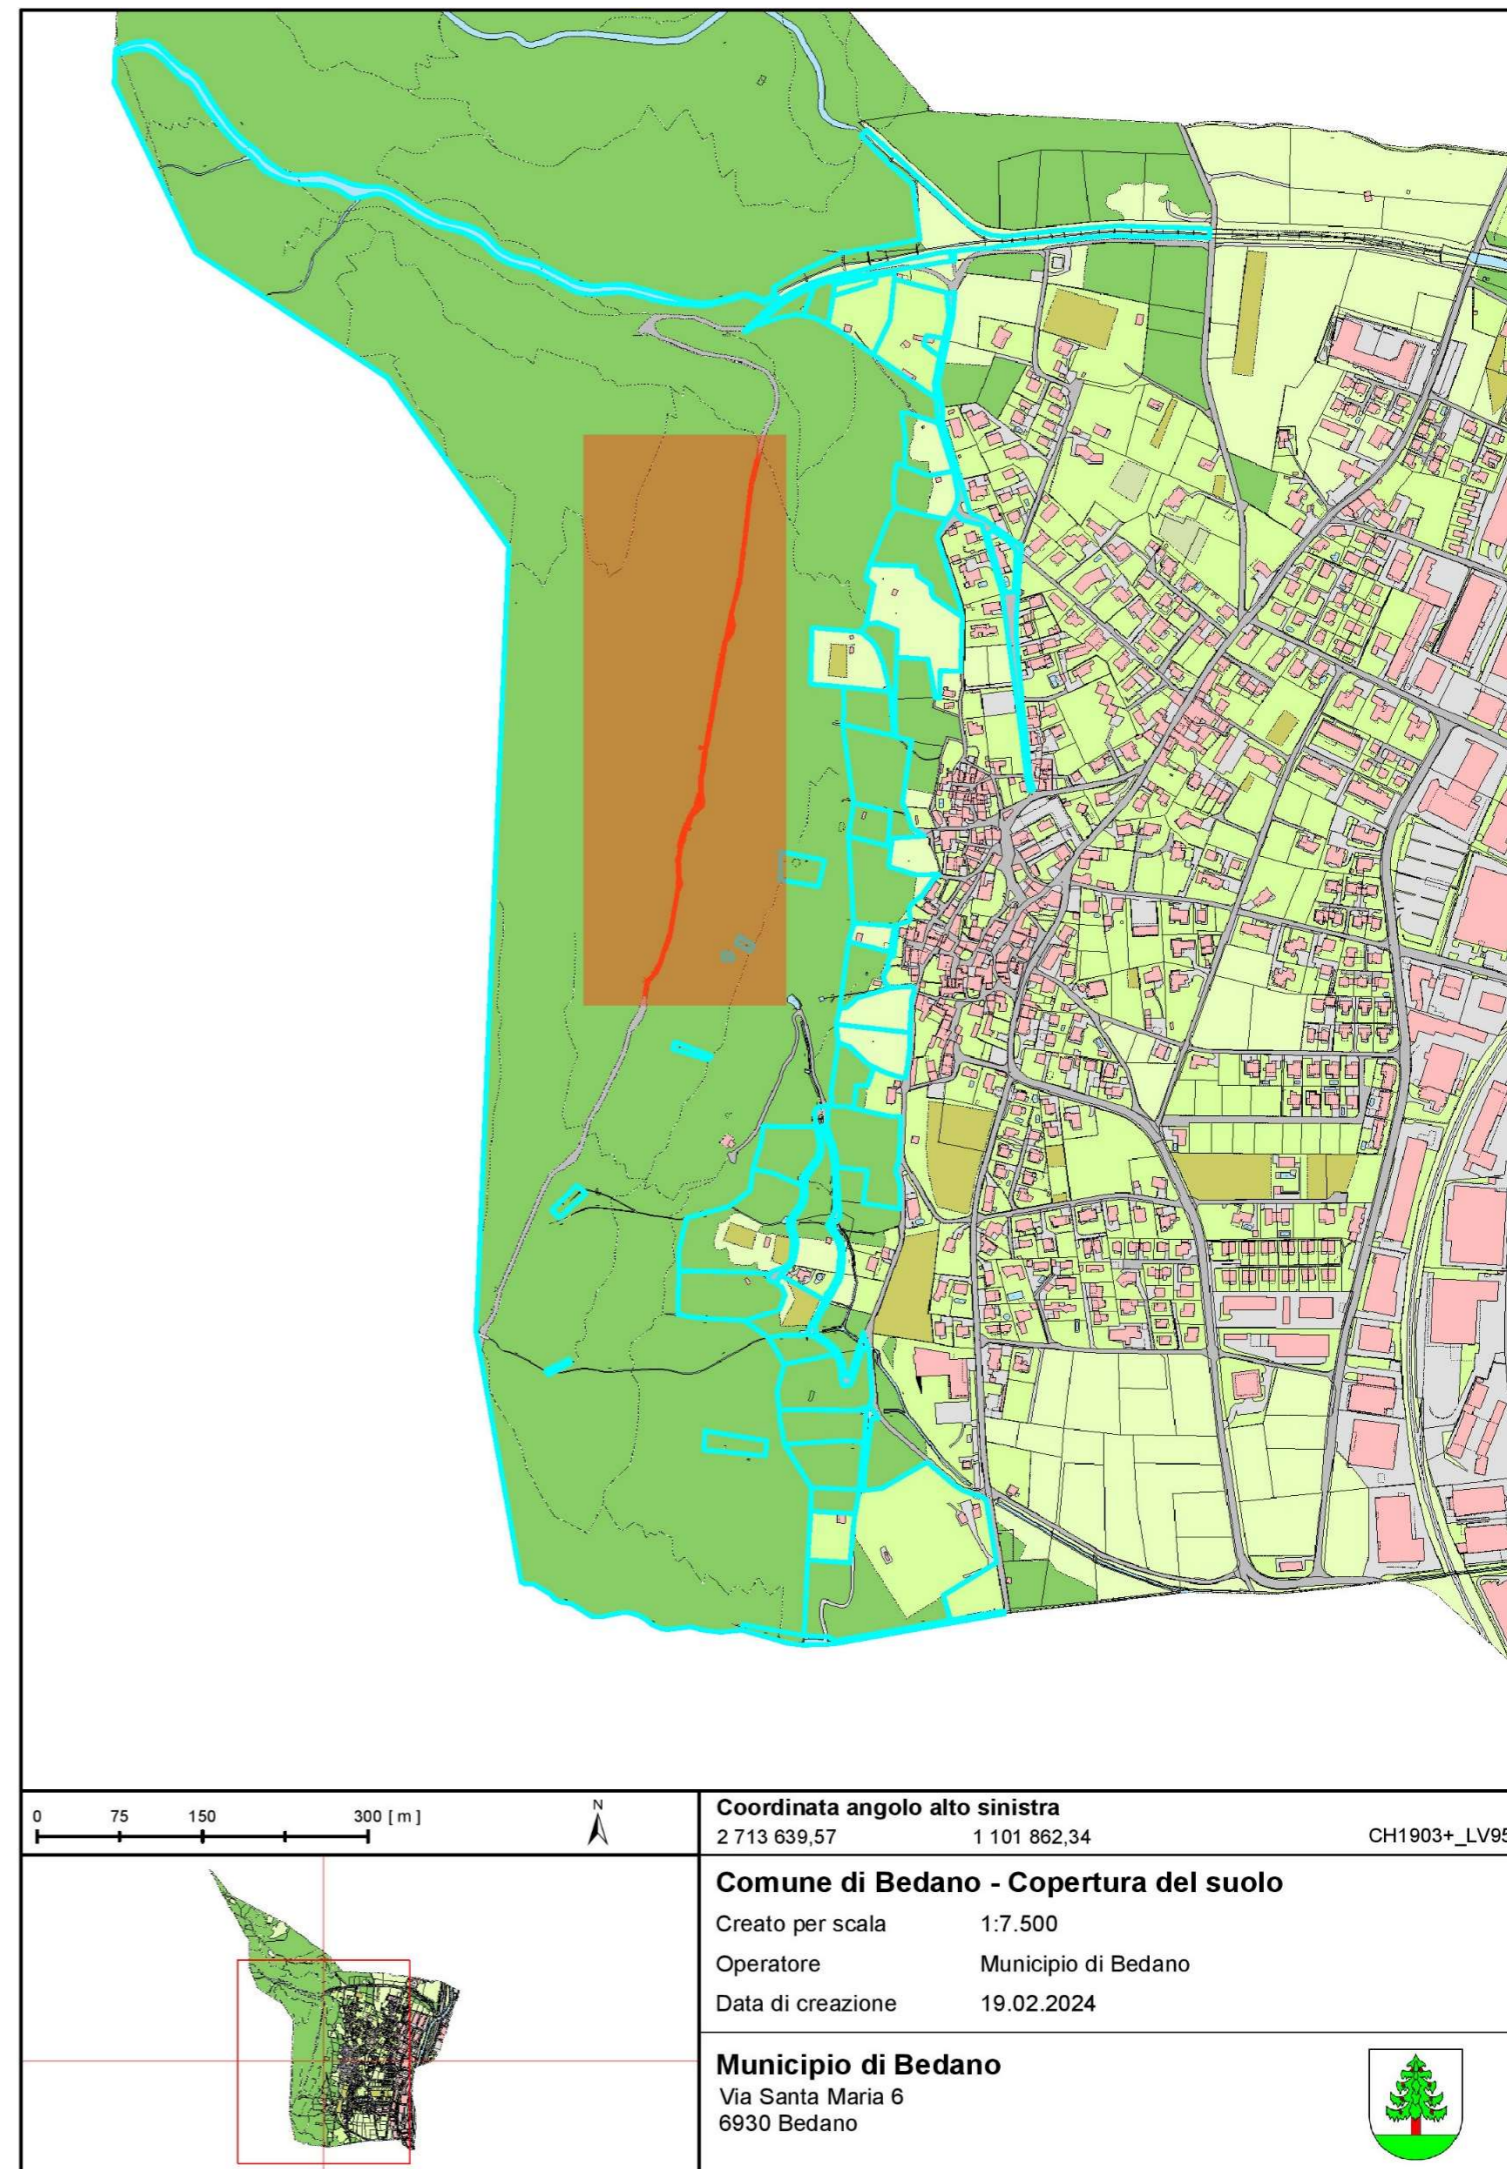 0 75 150 300 [ m ]
N
Coordinata angolo alto sinistra
2 713 639,57 1 101 862,34 CH1903+_LV95
Comune di Bedano - Copertura del suolo
Creato per scala 1:7.500
Operatore Municipio di Bedano
Data di creazione 19.02.2024
Municipio di Bedano
Via Santa Maria 6
6930 Bedano